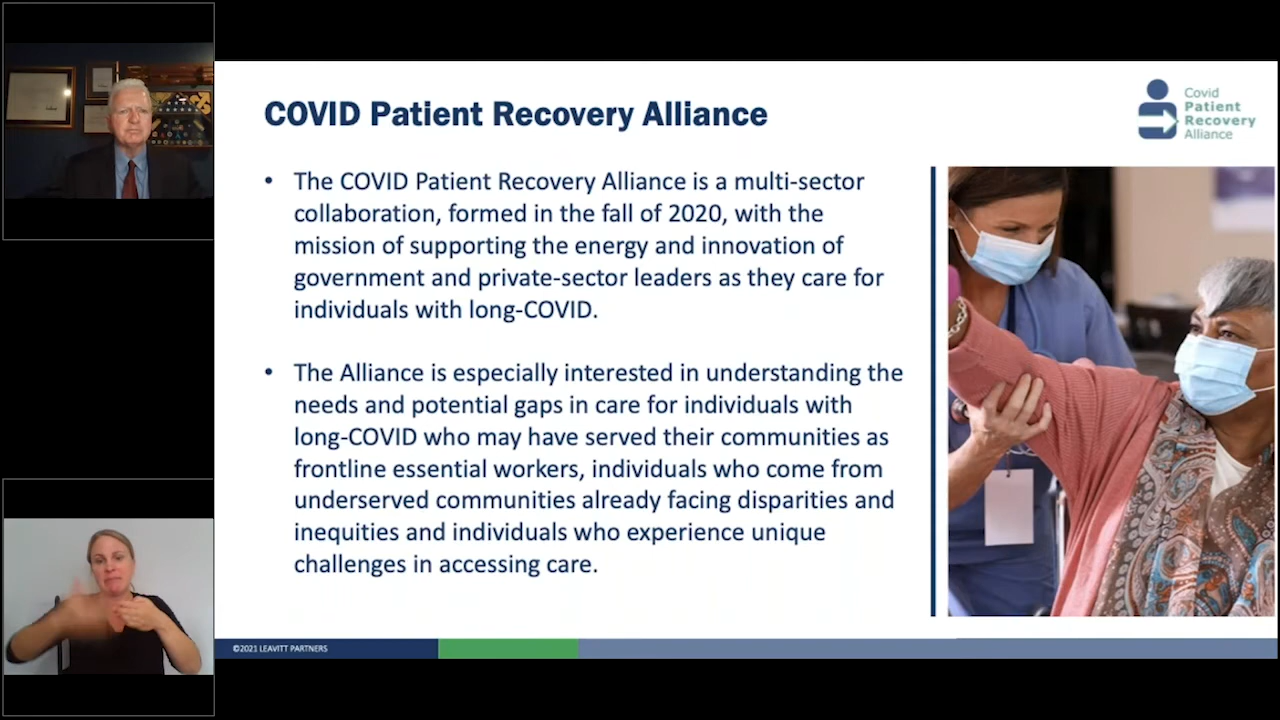 COVID Patient Recovery Alliance
Covid
Patient
Recovery
Alliance
• The COVID Patient Recovery Alliance is a multi-sector
collaboration, formed in the fall of 2020, with the
mission of supporting the energy and innovation of
government and private-sector leaders as they care for
individuals with long-COVID.
• The Alliance is especially interested in understanding the
needs and potential gaps in care for individuals with
long-COVID who may have served their communities as
frontline essential workers, individuals who come from
underserved communities already facing disparities and
inequities and individuals who experience unique
challenges in accessing care.
©2021 LEAVITT PARTNERS